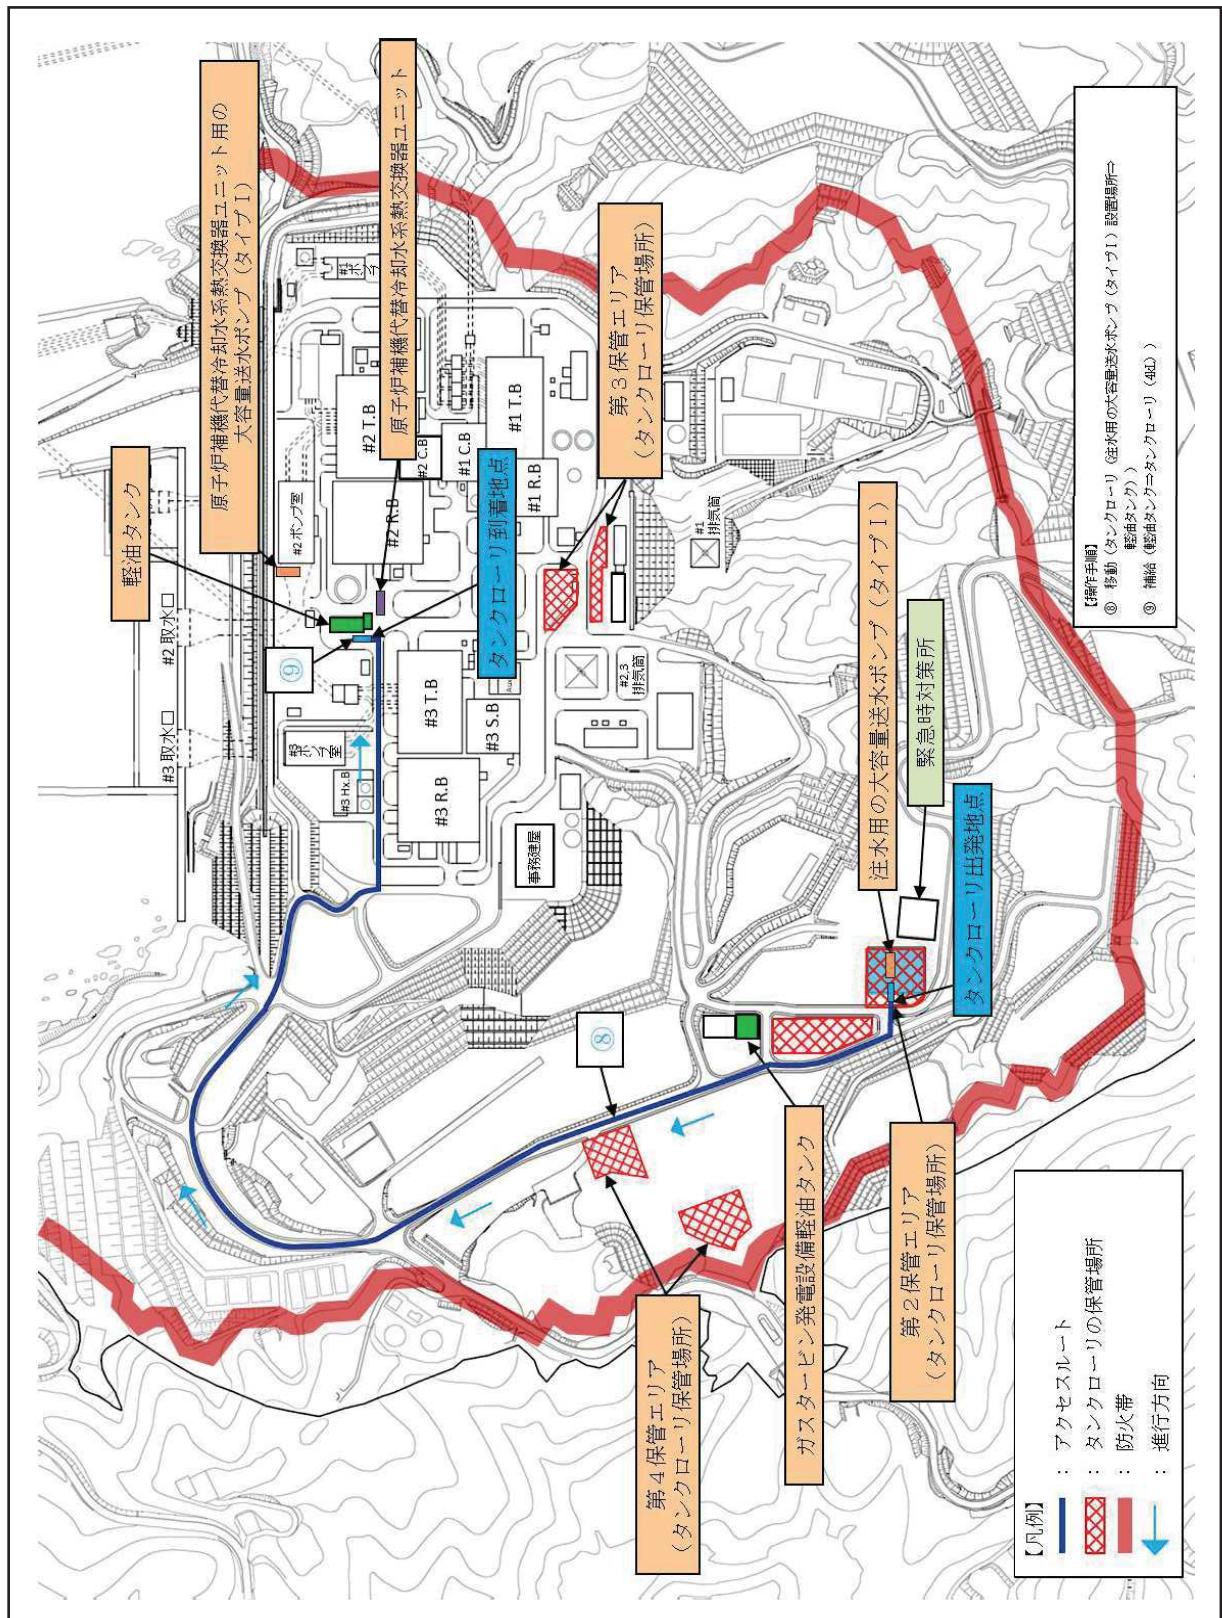 原子炉補機代替冷却水系熱交換器ユニット用の
大容量送水ポンプ（タイプⅠ）
原子炉補機代替冷却水系熱交換器ユニット
軽油タンク
第３保管エリア
（タンクローリ保管場所）
タンクローリ到着地点
#2 取水口
#3 取水口
#2 ポンプ室
#3
ポンプ室
#3 Hx.B
#2 T.B
#2 C.B
#2 R.B
#1 C.B
#1 T.B
#1 R.B
#3 T.B
#3 S.B
#3 R.B
#1
排気筒
#2,3
排気筒
事務建屋
⑨
⑧
注水用の大容量送水ポンプ（タイプⅠ）
緊急時対策所
タンクローリ出発地点
第２保管エリア
（タンクローリ保管場所）
ガスタービン発電設備軽油タンク
第４保管エリア
（タンクローリ保管場所）
【操作手順】
⑧ 移動（タンクローリ（注水用の大容量送水ポンプ（タイプⅠ）設置場所⇒
軽油タンク））
⑨ 補給（軽油タンク⇒タンクローリ（4kL））
【凡例】
： アクセスルート
： タンクローリの保管場所
： 防火帯
： 進行方向